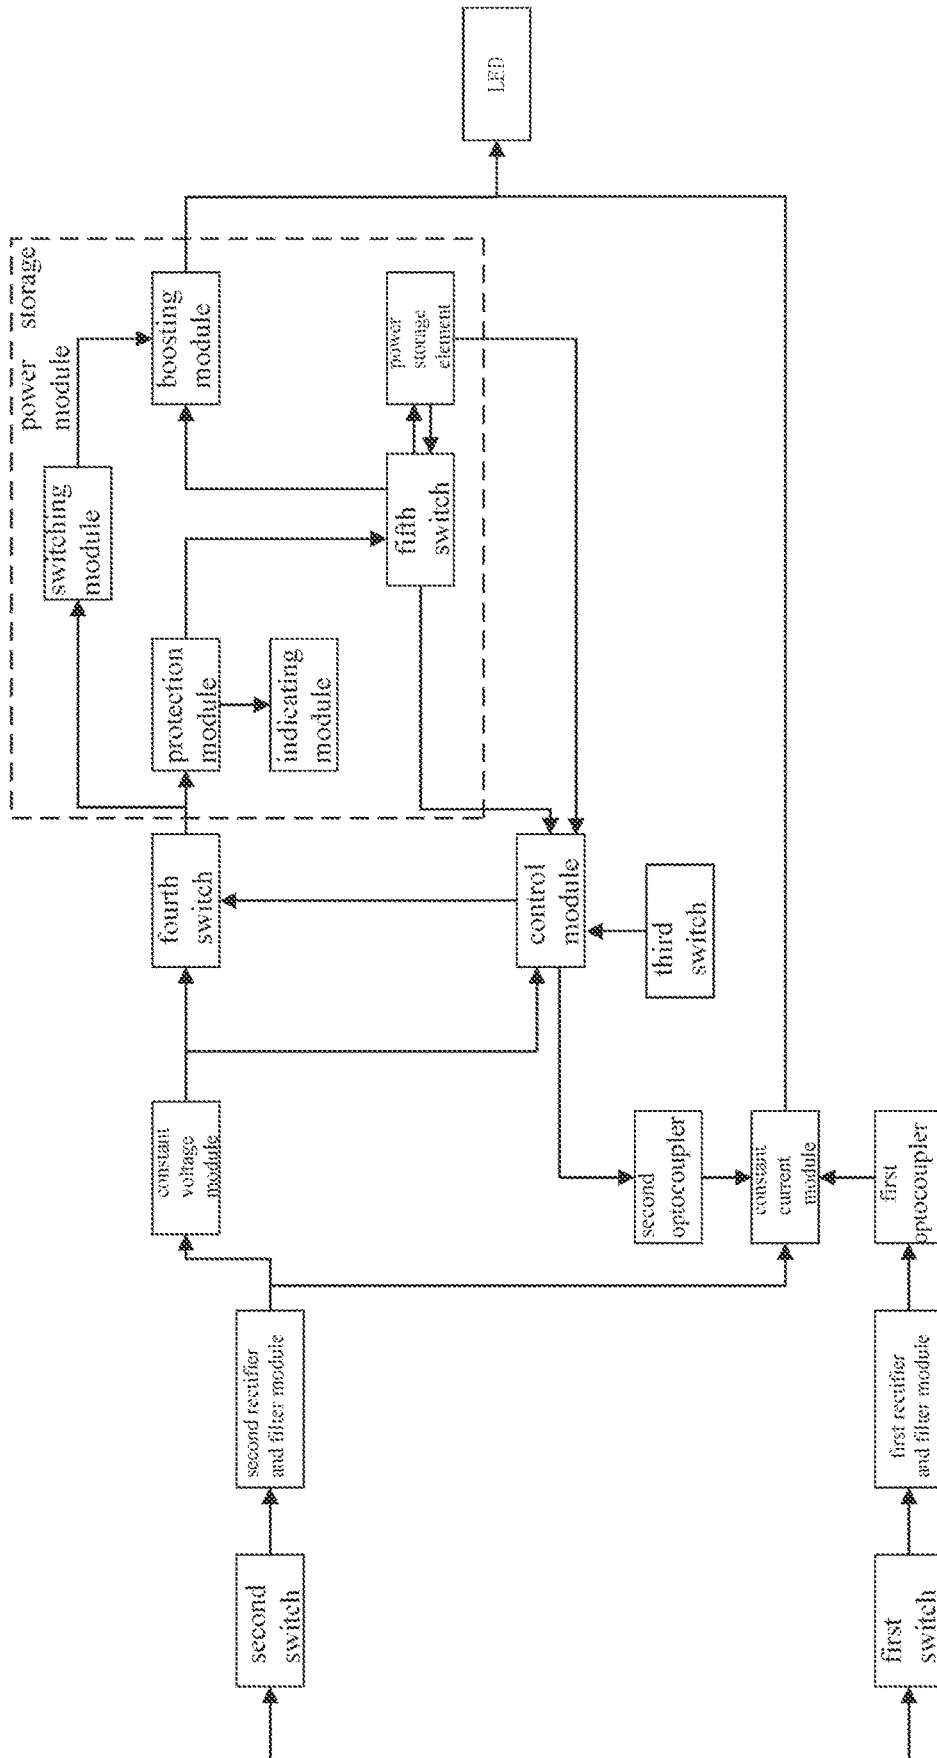 power storage
module
switching
module
boosting
module
LED
fourth
switch
protection
module
indicating
module
fifth
switch
power
storage
element
constant
voltage
module
control
module
third
switch
second rectifier
and filter module
second
optocoupler
constant
current
module
second
switch
first
switch
first rectifier
and filter module
first
optocoupler